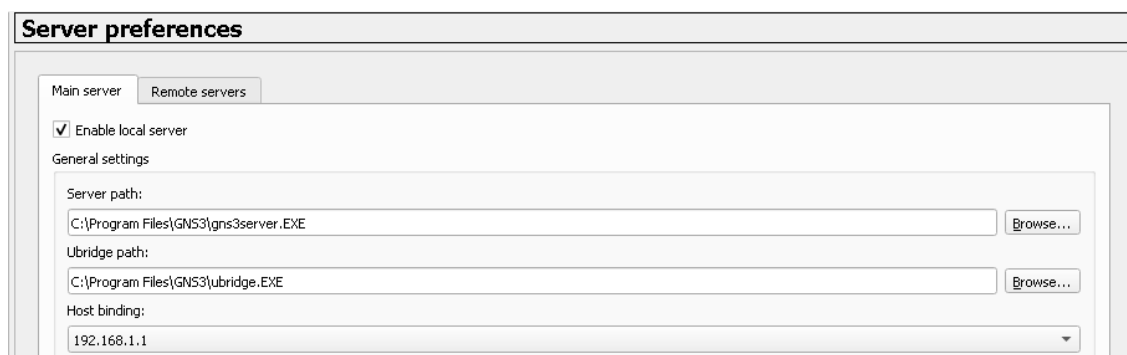 Server preferences
Main server Remote servers
Enable local server
General settings
Server path:
C:\Program Files\GNS3\gns3server.EXE Browse...
Ubridge path:
C:\Program Files\GNS3\ubridge.EXE Browse...
Host binding:
192.168.1.1